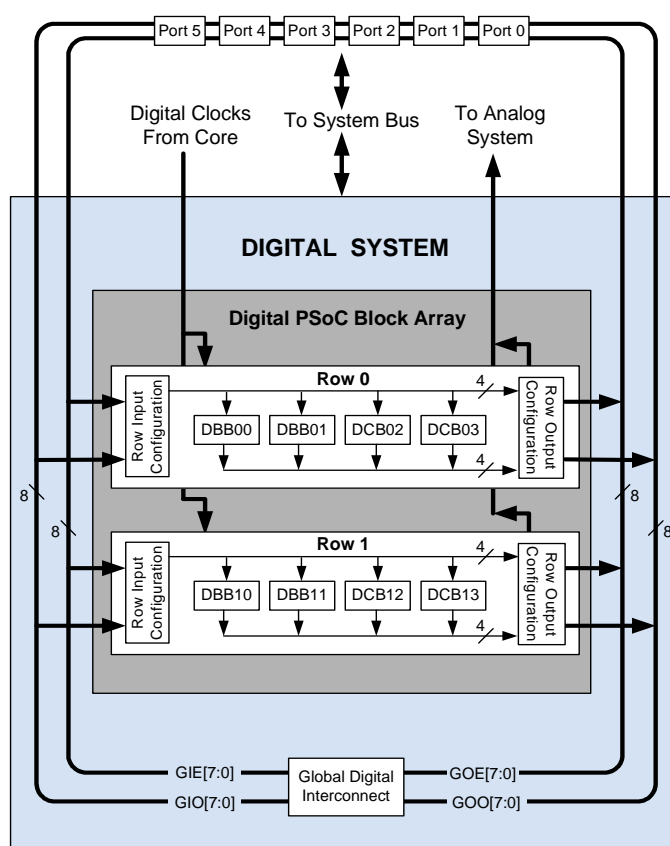 Port 5 Port 4 Port 3 Port 2 Port 1 Port 0
Digital Clocks
From Core
To System Bus
To Analog
System
DIGITAL SYSTEM
Digital PSoC Block Array
Row 0
Row Input
Configuration
4
DBB00 DBB01 DCB02 DCB03
4
Row Output
Configuration
8
8
8
8
Row 1
Row Input
Configuration
4
DBB10 DBB11 DCB12 DCB13
4
Row Output
Configuration
GIE[7:0]
GIO[7:0]
Global Digital
Interconnect
GOE[7:0]
GOO[7:0]